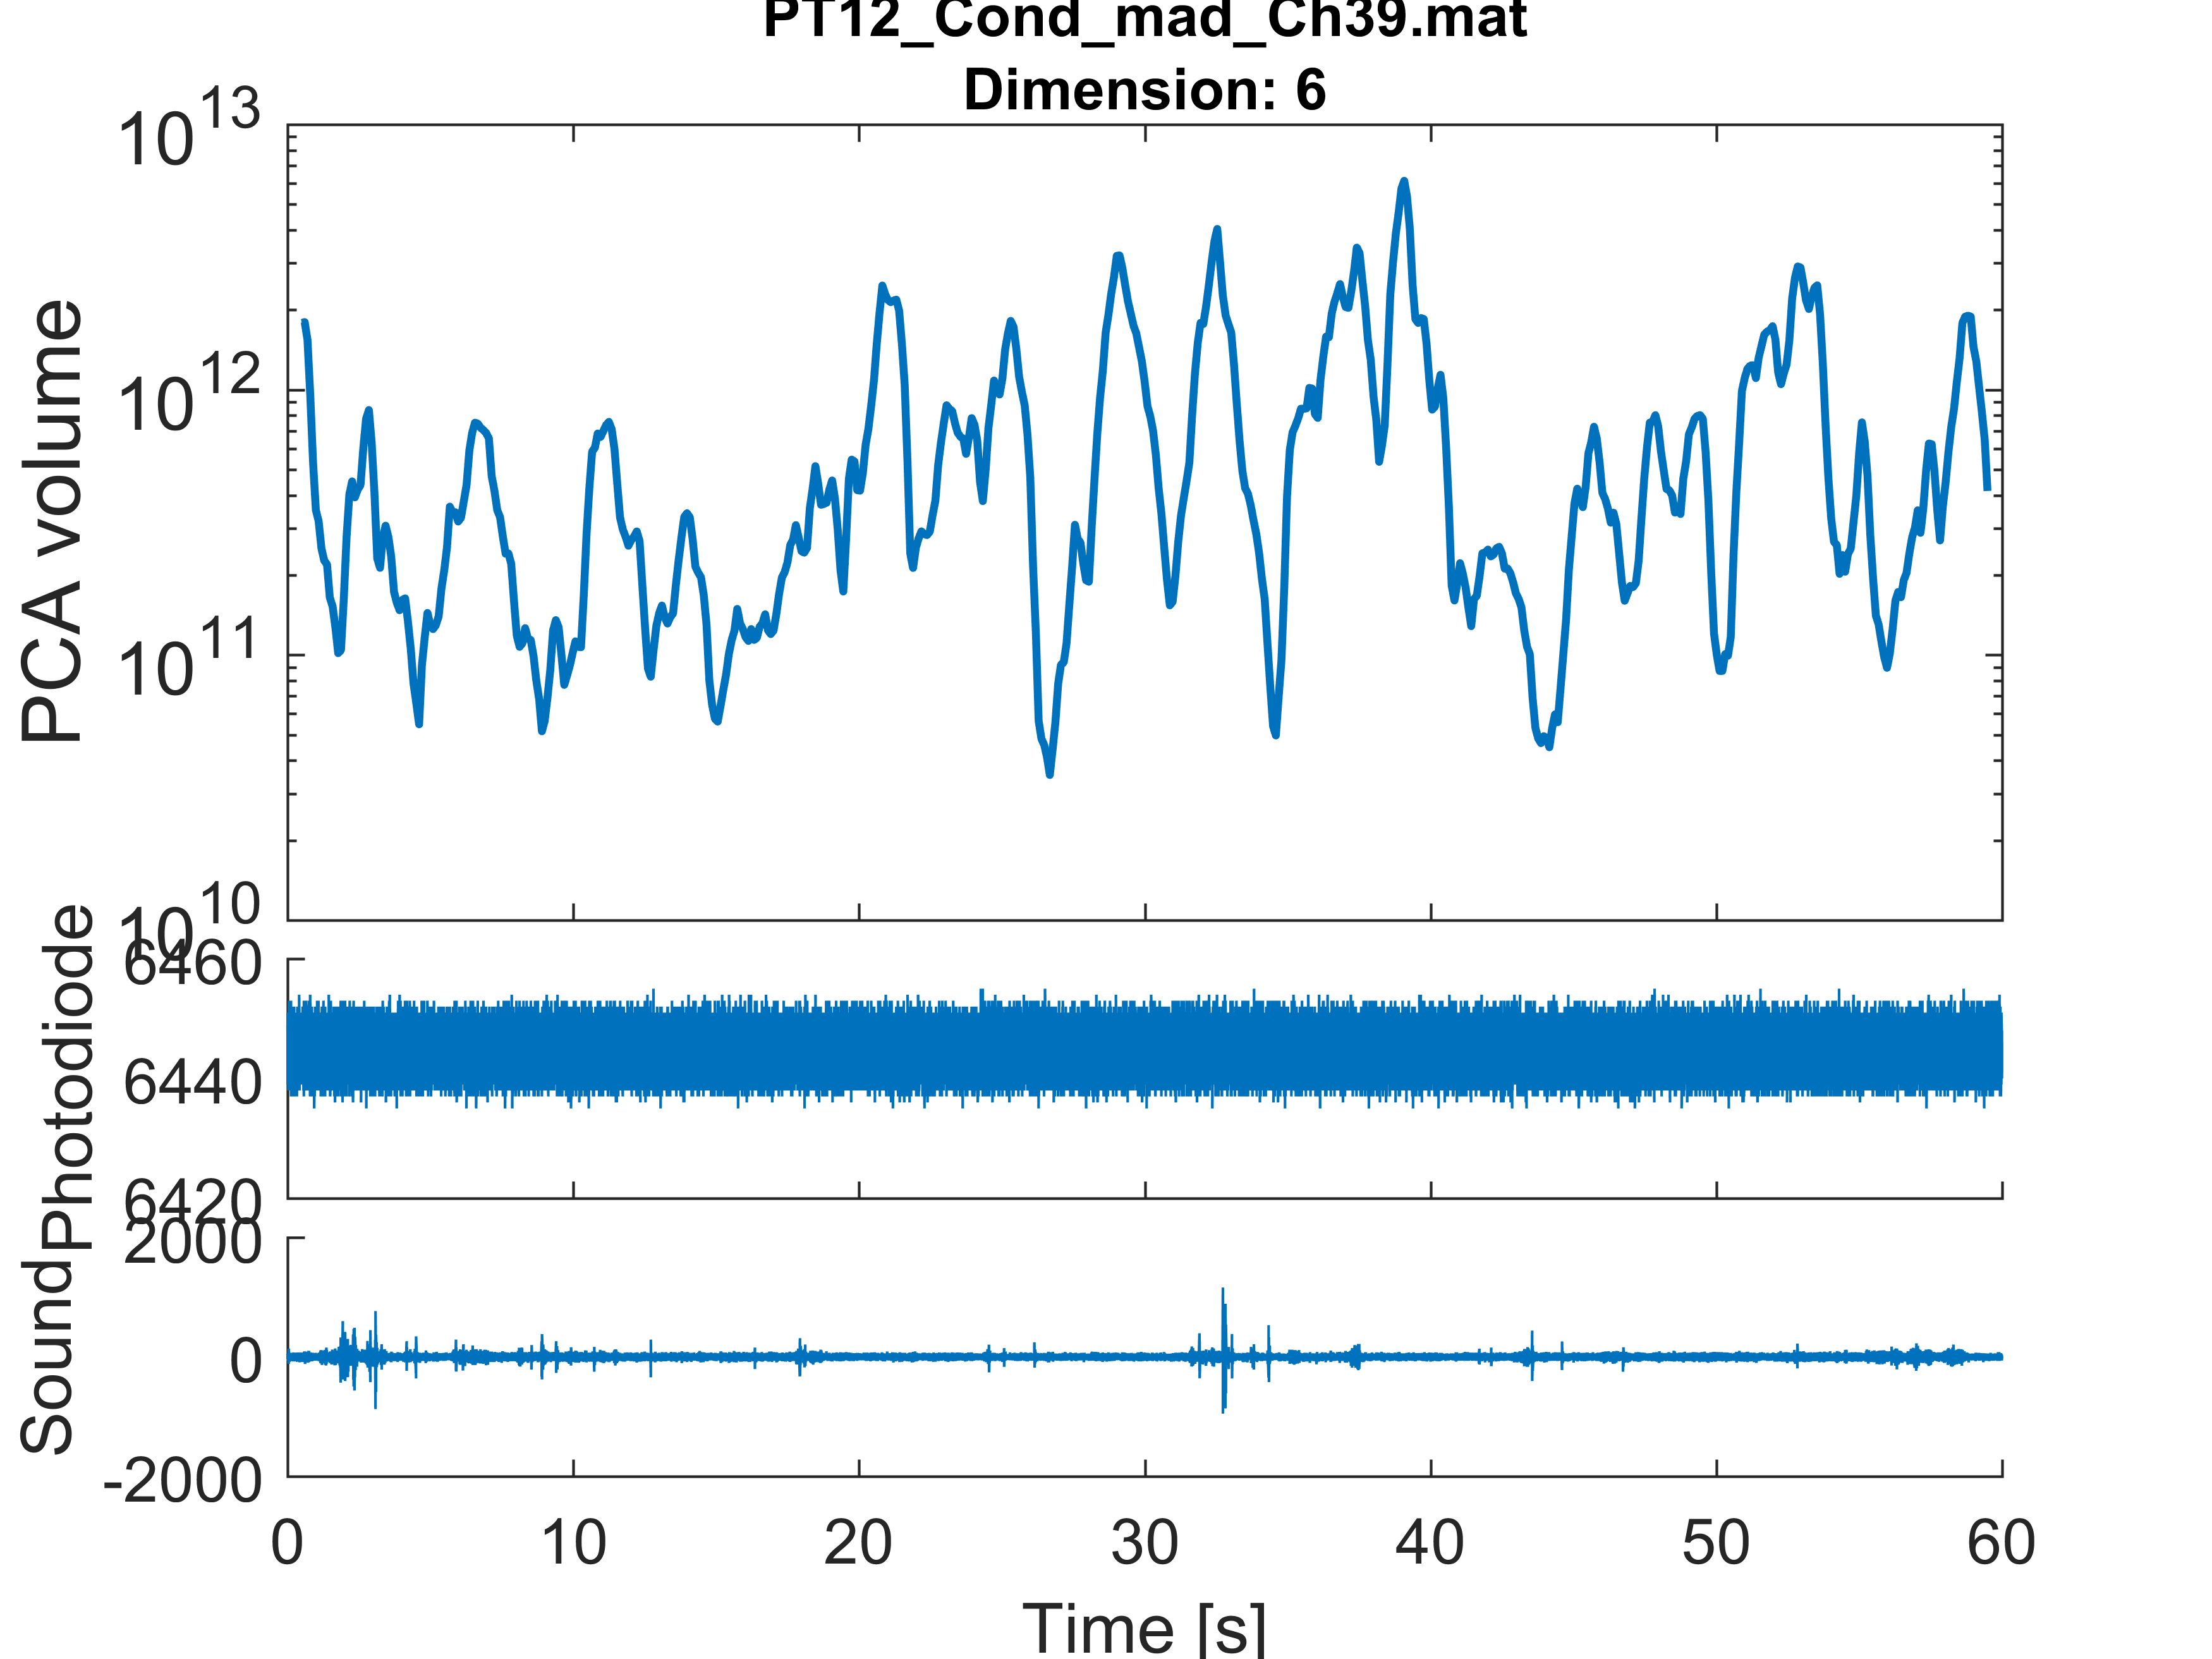 PT12_Cond_mad_Ch39.mat
Dimension: 6
PCA volume
10^13
10^12
10^11
10^10
Photodiode
6460
6440
6420
Sound
2000
0
-2000
0 10 20 30 40 50 60
Time [s]